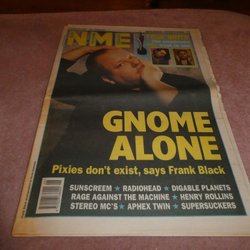 NME
GNOME
ALONE
Pixies don't exist, says Frank Black
SUNSCREEM ★ RADIOHEAD ★ DIGABLE PLANETS
RAGE AGAINST THE MACHINE ★ HENRY ROLLINS
STEREO MC'S ★ APHEX TWIN ★ SUPERSUCKERS